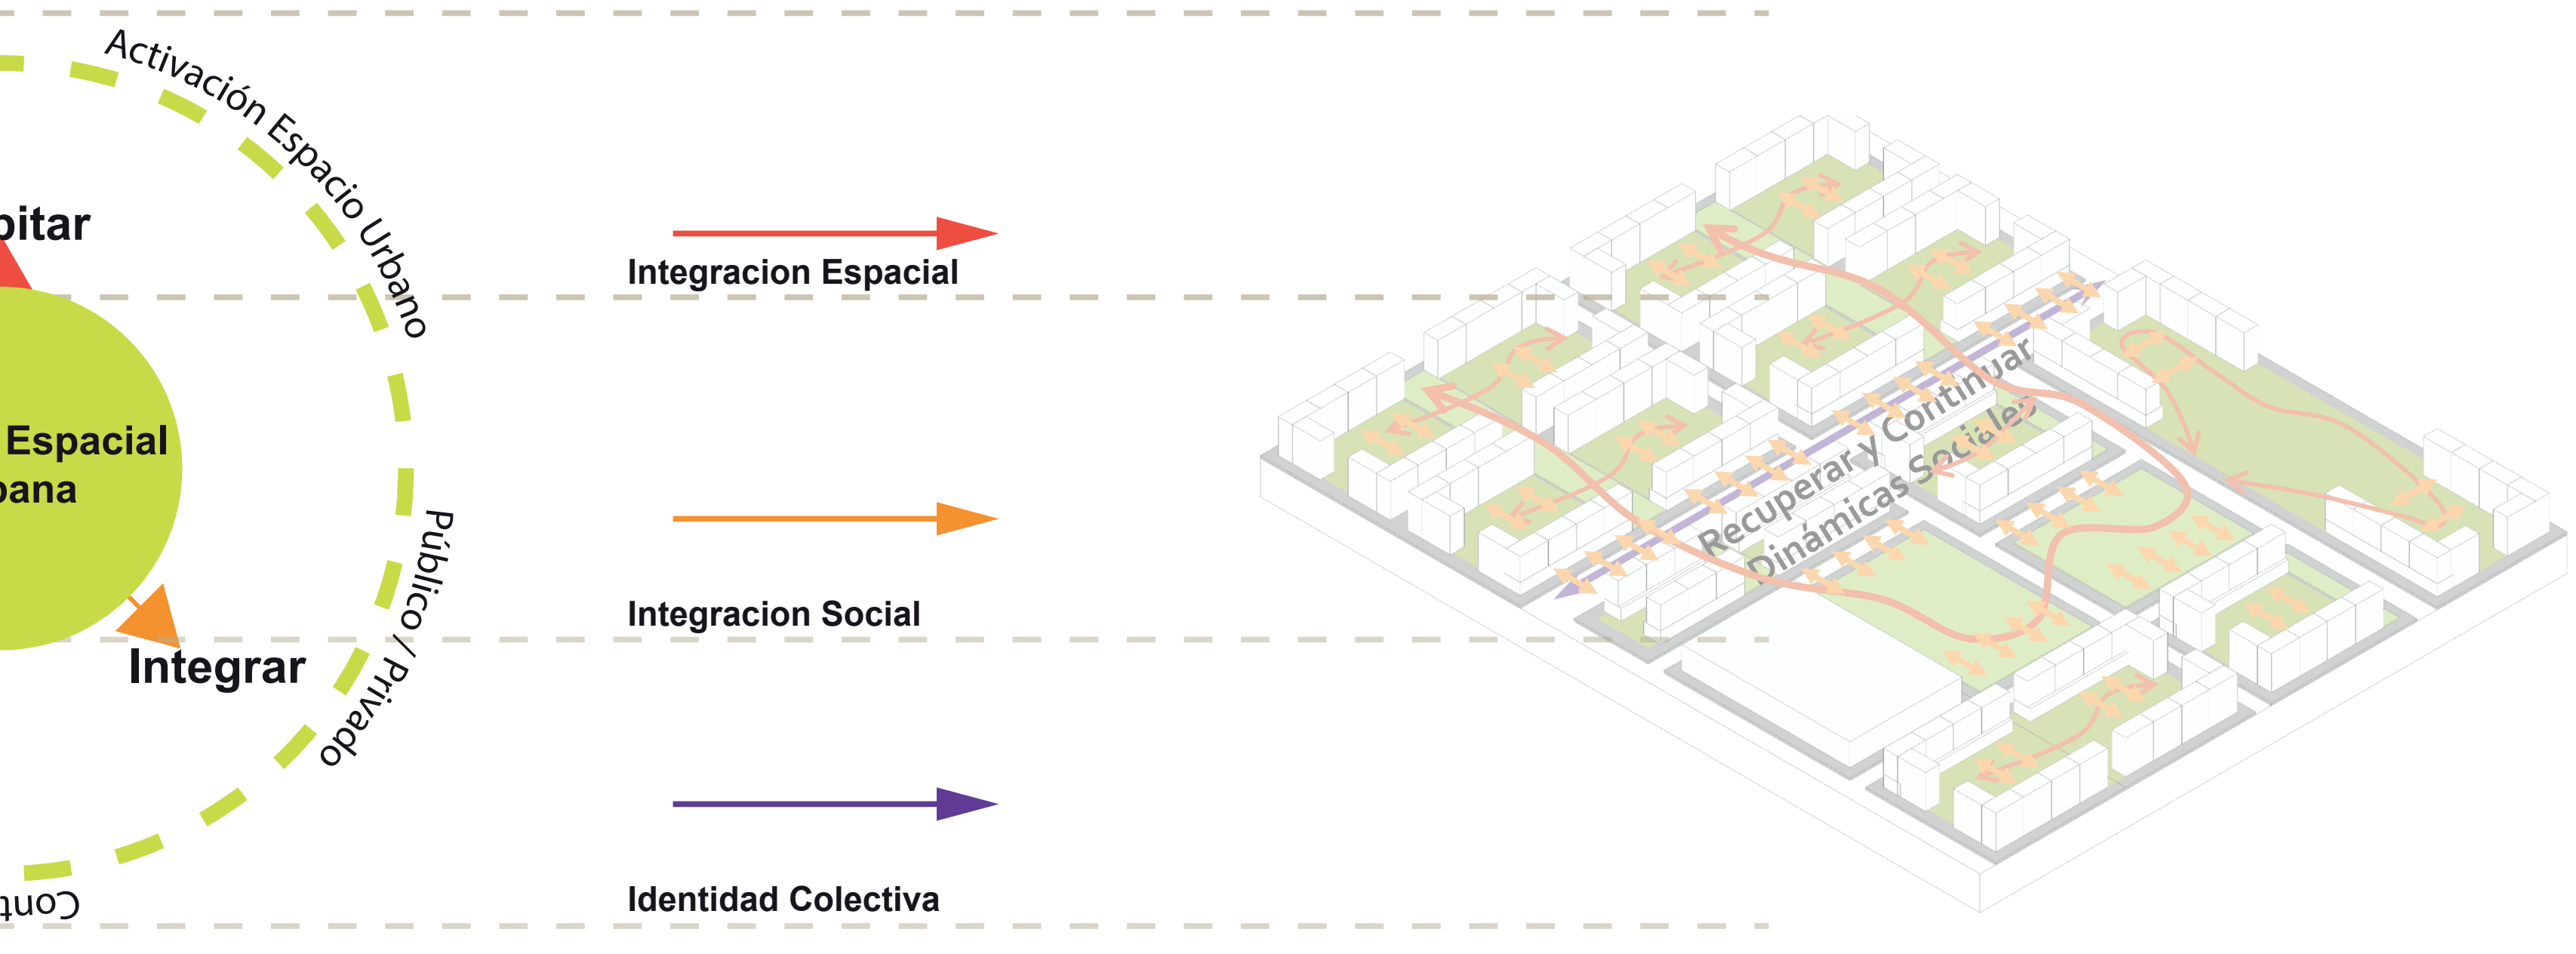 Activación Espacio Urbano
bitar
Espacial
bana
Integrar
Público / Privado
Cont
Integracion Espacial
Integracion Social
Identidad Colectiva
Recuperar y Continuar
Dinámicas Sociales